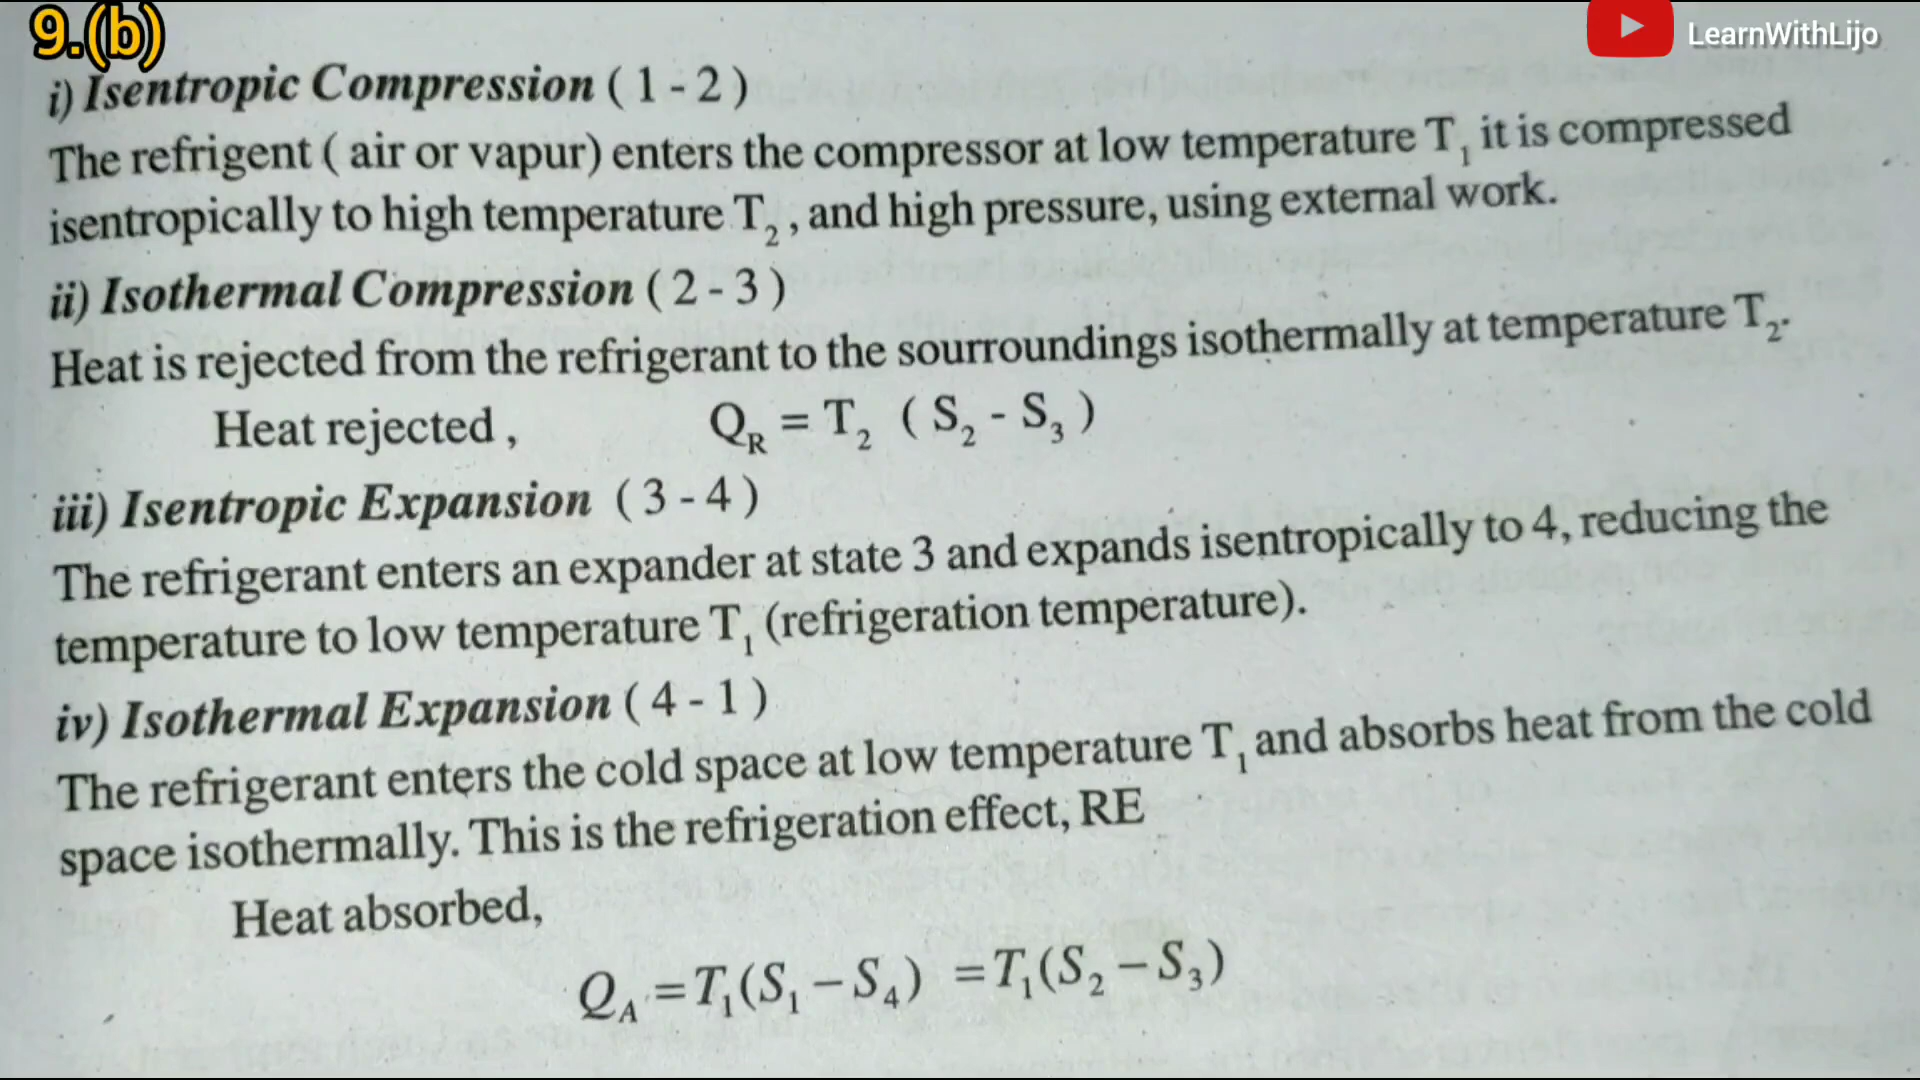 9.(b)
LearnWithLijo
i) Isentropic Compression ( 1 - 2 )
The refrigent ( air or vapur) enters the compressor at low temperature T₁ it is compressed
isentropically to high temperature T₂ , and high pressure, using external work.
ii) Isothermal Compression ( 2 - 3 )
Heat is rejected from the refrigerant to the sourroundings isothermally at temperature T₂.
Heat rejected , Q_R = T₂ ( S₂ - S₃ )
iii) Isentropic Expansion ( 3 - 4 )
The refrigerant enters an expander at state 3 and expands isentropically to 4, reducing the
temperature to low temperature T₁ (refrigeration temperature).
iv) Isothermal Expansion ( 4 - 1 )
The refrigerant enters the cold space at low temperature T₁ and absorbs heat from the cold
space isothermally. This is the refrigeration effect, RE
Heat absorbed,
Q_A = T₁(S₁ – S₄) = T₁(S₂ – S₃)